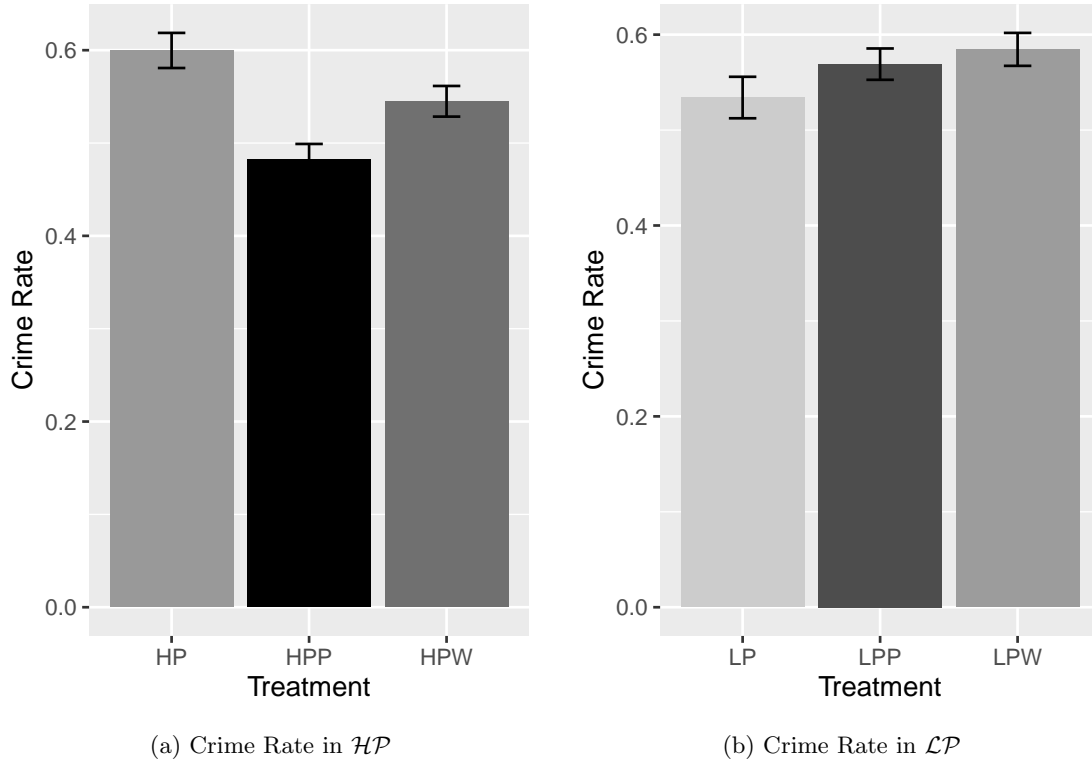 Crime Rate
0.6
0.4
0.2
0.0
HP HPP HPW
Treatment
(a) Crime Rate in ℋ𝒫
Crime Rate
0.6
0.4
0.2
0.0
LP LPP LPW
Treatment
(b) Crime Rate in ℒ𝒫